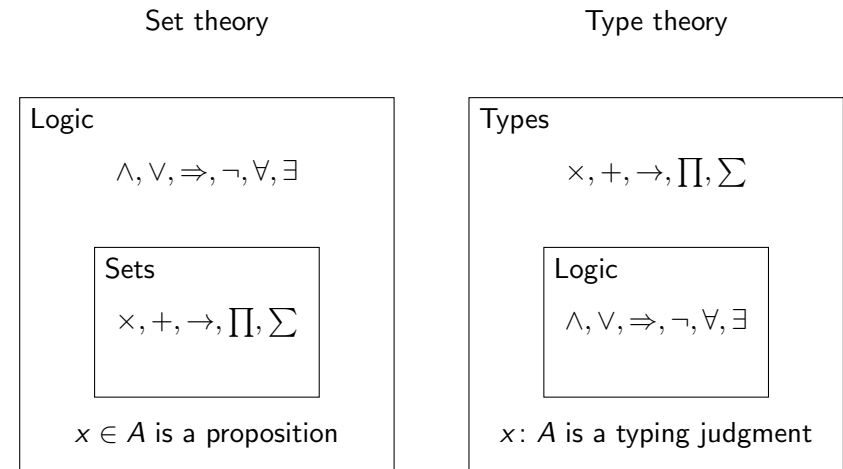 Set theory
Type theory
Logic
∧, ∨, ⇒, ¬, ∀, ∃
Sets
×, +, →, ∏, ∑
x ∈ A is a proposition
Types
×, +, →, ∏, ∑
Logic
∧, ∨, ⇒, ¬, ∀, ∃
x: A is a typing judgment